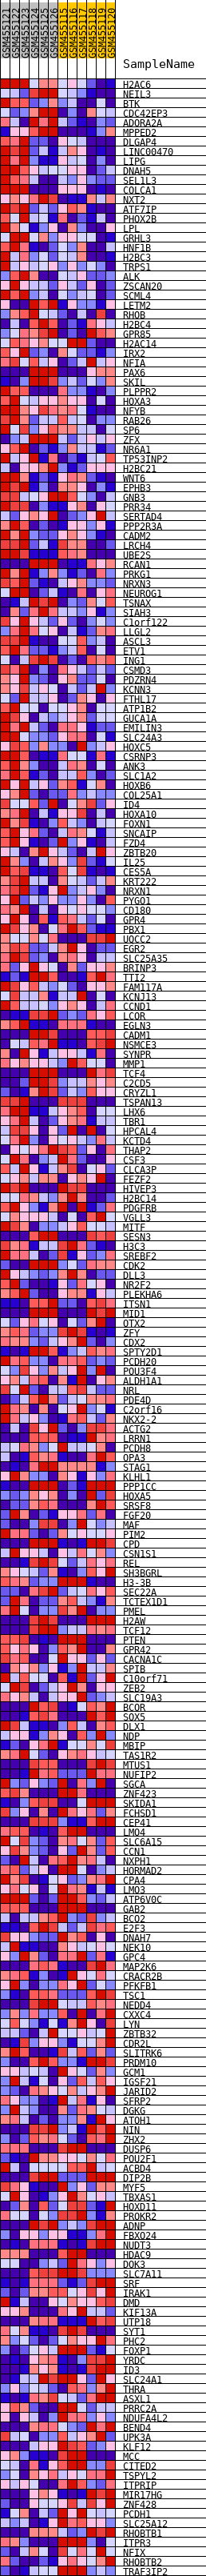 GSM455121
GSM455122
GSM455123
GSM455124
GSM455125
GSM455126
GSM455115
GSM455116
GSM455117
GSM455118
GSM455119
GSM455120
SampleName
H2AC6
NEIL3
BTK
CDC42EP3
ADORA2A
MPPED2
DLGAP4
LINC00470
LIPG
DNAH5
SEL1L3
COLCA1
NXT2
ATF7IP
PHOX2B
LPL
GRHL3
HNF1B
H2BC3
TRPS1
ALK
ZSCAN20
SCML4
LETM2
RHOB
H2BC4
GPR85
H2AC14
IRX2
NFIA
PAX6
SKIL
PLPPR2
HOXA3
NFYB
RAB26
SP6
ZFX
NR6A1
TP53INP2
H2BC21
WNT6
EPHB3
GNB3
PRR34
SERTAD4
PPP2R3A
CADM2
LRCH4
UBE2S
RCAN1
PRKG1
NRXN3
NEUROG1
TSNAX
SIAH3
C1orf122
LLGL2
ASCL3
ETV1
ING1
CSMD3
PDZRN4
KCNN3
FTHL17
ATP1B2
GUCA1A
EMILIN3
SLC24A3
HOXC5
CSRNP3
ANK3
SLC1A2
HOXB6
COL25A1
ID4
HOXA10
FOXN1
SNCAIP
FZD4
ZBTB20
IL25
CES5A
KRT222
NRXN1
PYGO1
CD180
GPR4
PBX1
UQCC2
EGR2
SLC25A35
BRINP3
TTI2
FAM117A
KCNJ13
CCND1
LCOR
EGLN3
CADM1
NSMCE3
SYNPR
MMP1
TCF4
C2CD5
CRYZL1
TSPAN13
LHX6
TBR1
HPCAL4
KCTD4
THAP2
CSF3
CLCA3P
FEZF2
HIVEP3
H2BC14
PDGFRB
VGLL3
MITF
SESN3
H3C3
SREBF2
CDK2
DLL3
NR2F2
PLEKHA6
ITSN1
MID1
OTX2
ZFY
CDX2
SPTY2D1
PCDH20
POU3F4
ALDH1A1
NRL
PDE4D
C2orf16
NKX2-2
ACTG2
LRRN1
PCDH8
OPA3
STAG1
KLHL1
PPP1CC
HOXA5
SRSF8
FGF20
MAF
PIM2
CPD
CSN1S1
REL
SH3BGRL
H3-3B
SEC22A
TCTEX1D1
PMEL
H2AW
TCF12
PTEN
GPR42
CACNA1C
SPIB
C10orf71
ZEB2
SLC19A3
BCOR
SOX5
DLX1
NDP
MBIP
TAS1R2
MTUS1
NUFIP2
SGCA
ZNF423
SKIDA1
FCHSD1
CEP41
LMO4
SLC6A15
CCN1
NXPH1
HORMAD2
CPA4
LMO3
ATP6V0C
GAB2
BCO2
E2F3
DNAH7
NEK10
GPC4
MAP2K6
CRACR2B
PFKFB1
TSC1
NEDD4
CXXC4
LYN
ZBTB32
CDR2L
SLITRK6
PRDM10
GCM1
IGSF21
JARID2
SFRP2
DGKG
ATOH1
NIN
ZHX2
DUSP6
POU2F1
ACBD4
DIP2B
MYF5
TBXAS1
HOXD11
PROKR2
ADNP
FBXO24
NUDT3
HDAC9
DOK3
SLC7A11
SRF
IRAK1
DMD
KIF13A
UTP18
SYT1
PHC2
FOXP1
YRDC
ID3
SLC24A1
THRA
ASXL1
PRRC2A
NDUFA4L2
BEND4
UPK3A
KLF12
MCC
CITED2
TSPYL2
ITPRIP
MIR17HG
ZNF428
PCDH1
SLC25A12
RHOBTB1
ITPR3
NFIX
RHOBTB2
TRAF3IP2